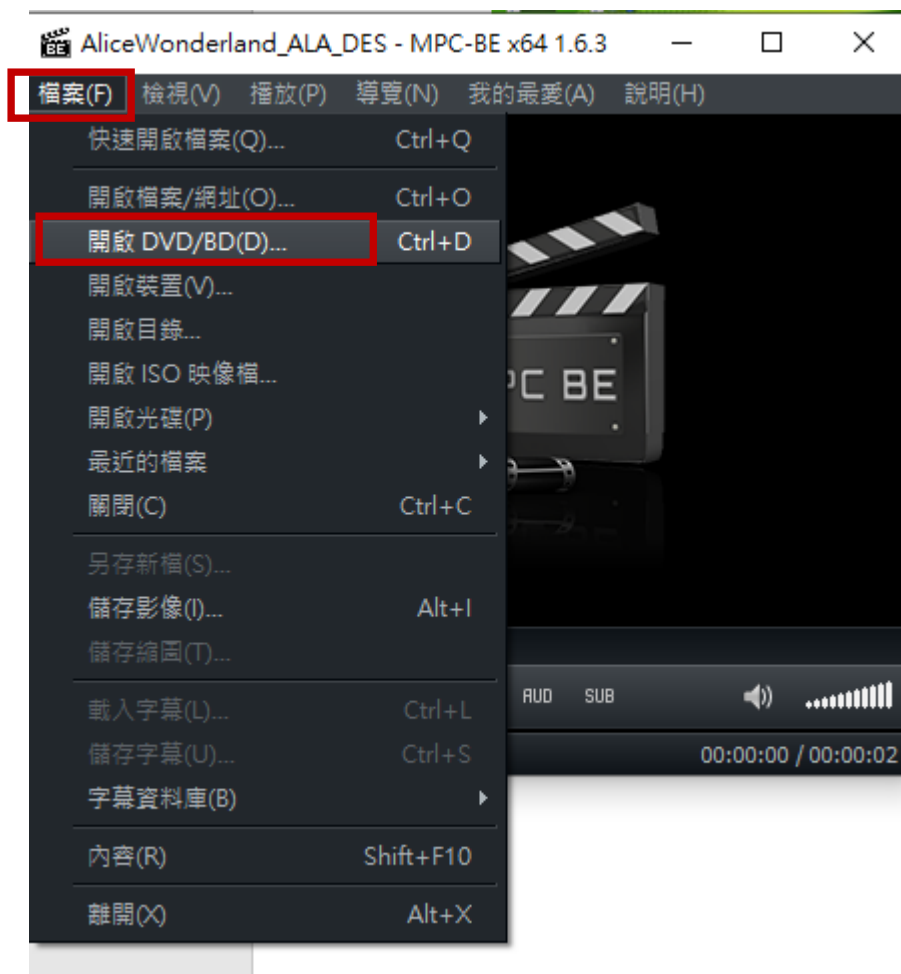 AliceWonderland_ALA_DES - MPC-BE x64 1.6.3
檔案(F) 檢視(V) 播放(P) 導覽(N) 我的最愛(A) 說明(H)
快速開啟檔案(Q)... Ctrl+Q
開啟檔案/網址(O)... Ctrl+O
開啟 DVD/BD(D)... Ctrl+D
開啟裝置(V)...
開啟目錄...
開啟 ISO 映像檔...
開啟光碟(P)
最近的檔案
關閉(C) Ctrl+C
另存新檔(S)...
儲存影像(I)... Alt+I
儲存縮圖(T)...
載入字幕(L)... Ctrl+L
儲存字幕(U)... Ctrl+S
字幕資料庫(B)
內容(R) Shift+F10
離開(X) Alt+X
PC BE
AUD SUB
00:00:00 / 00:00:02